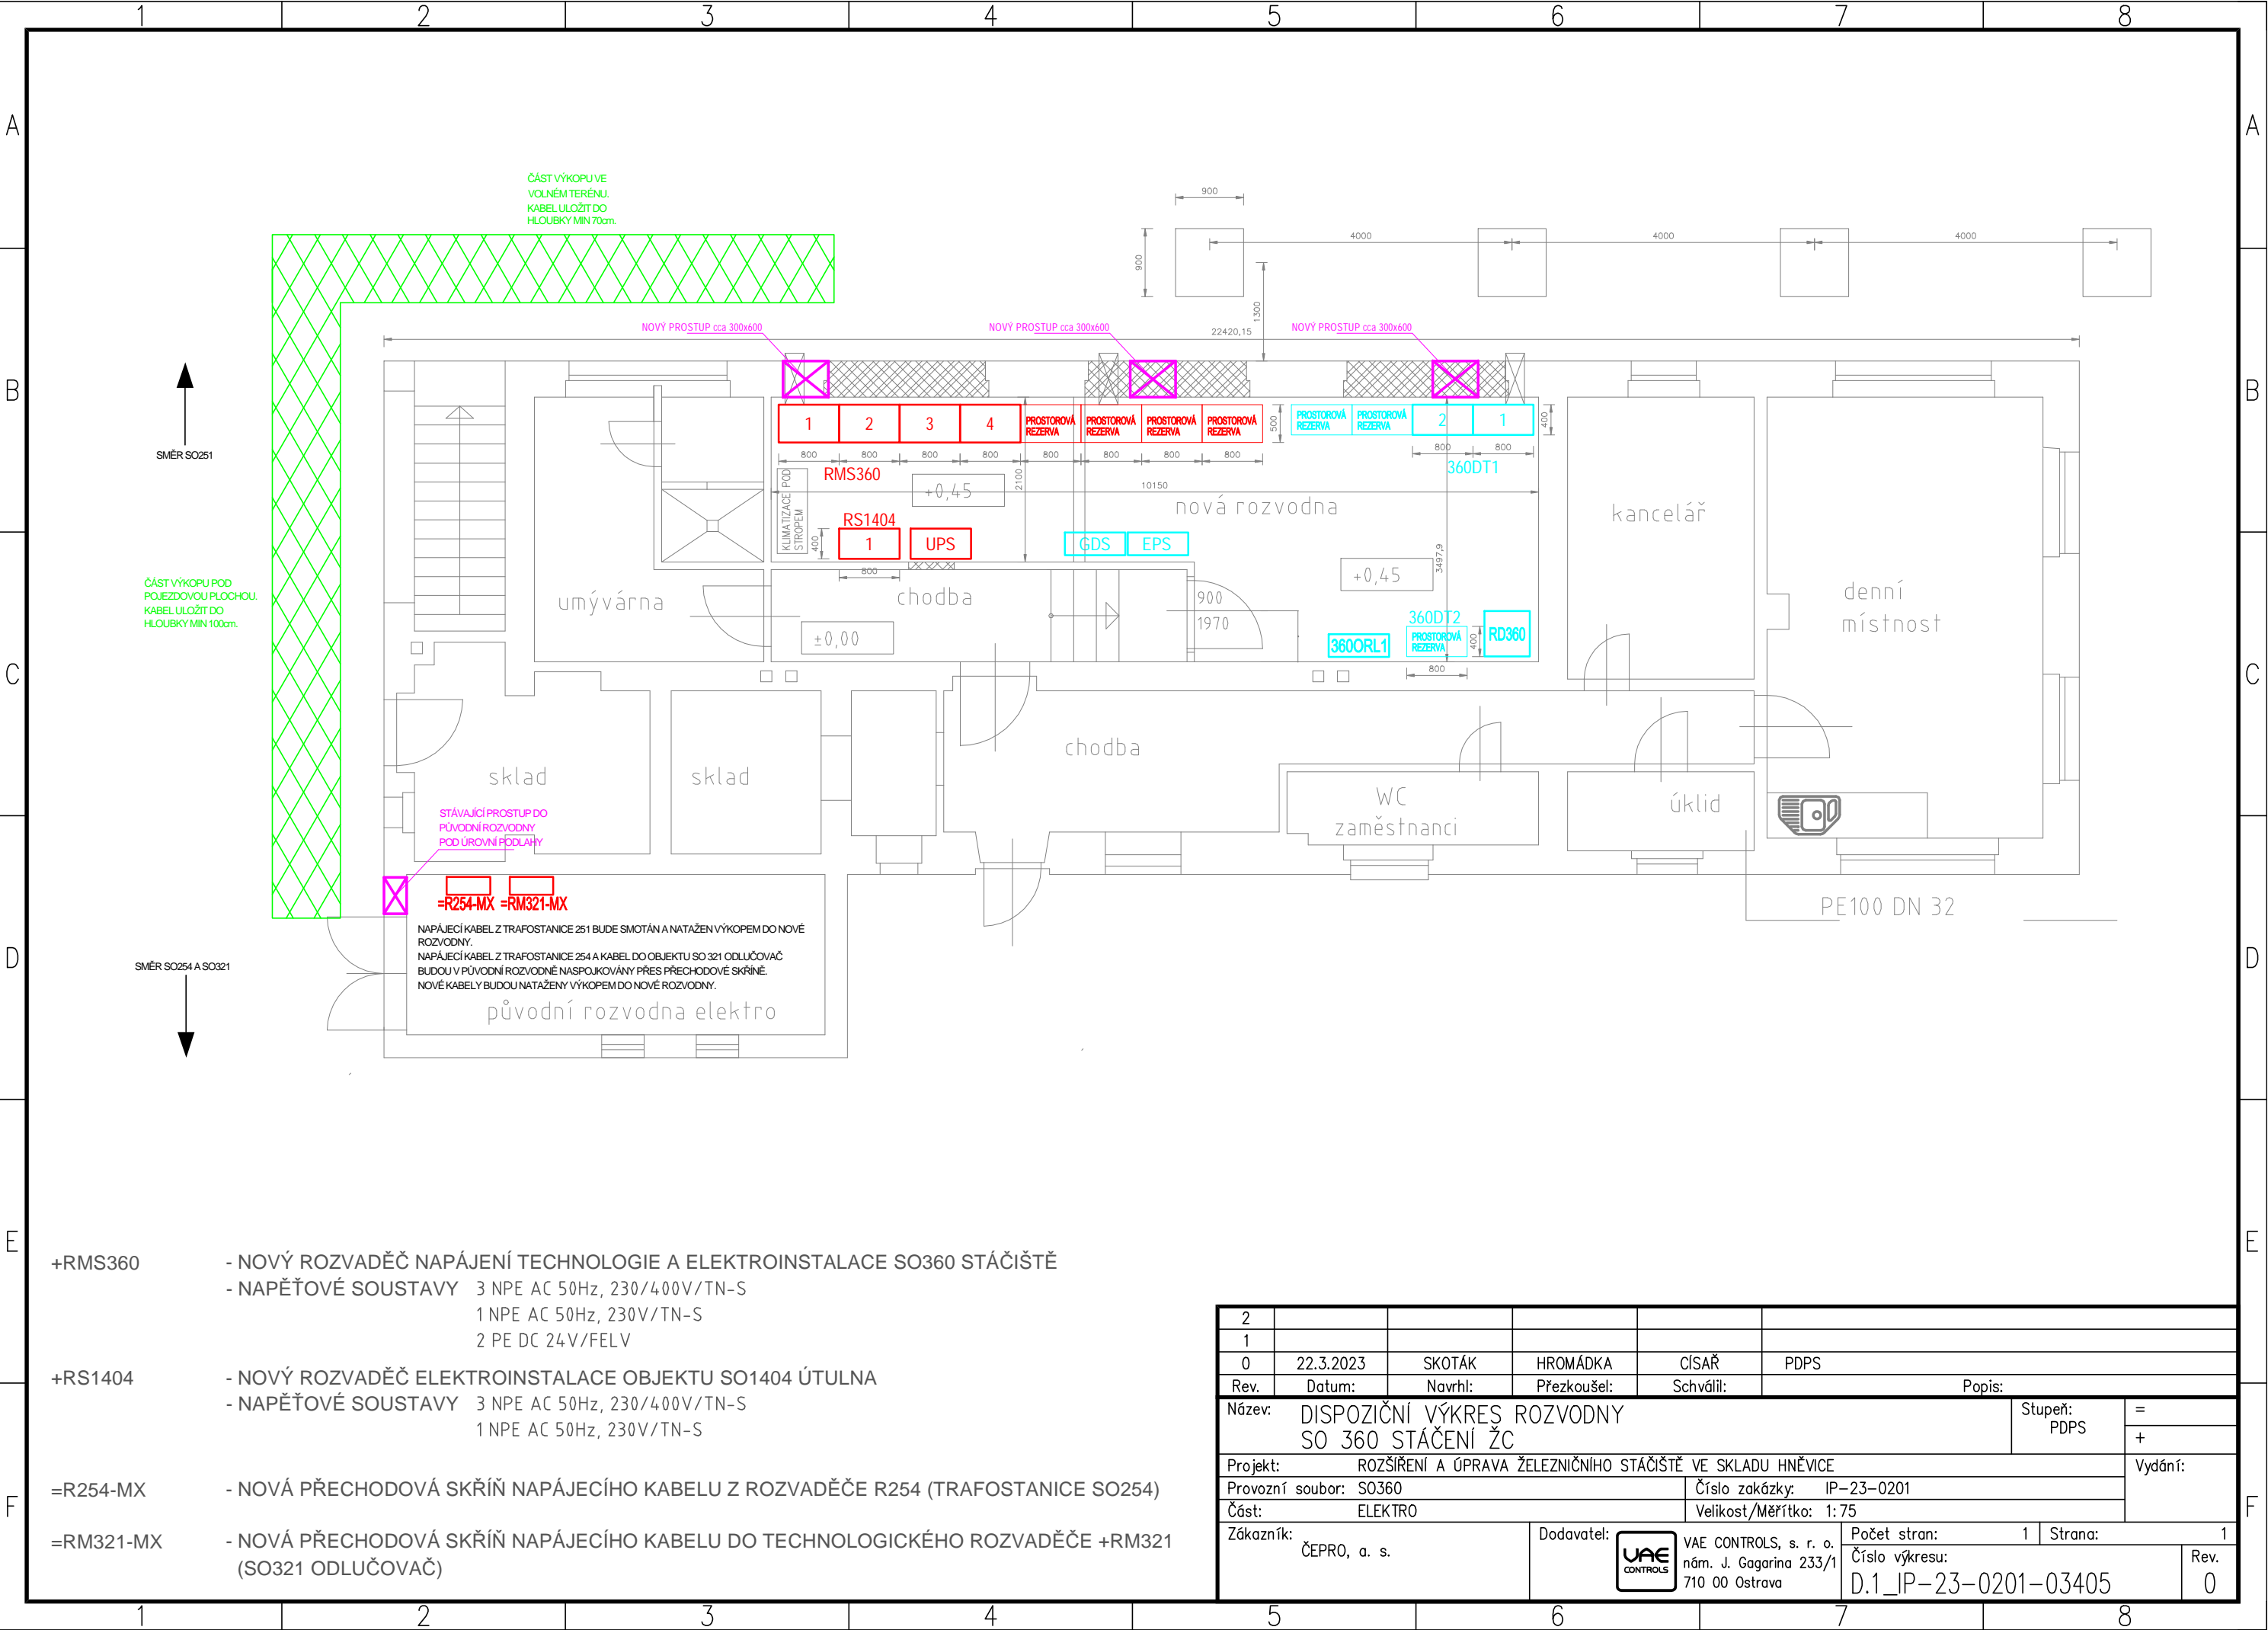 1 2 3 4 5 6 7 8
A A
B B
C C
D D
E E
F F
ČÁST VÝKOPU VE
VOLNÉM TERÉNU.
KABEL ULOŽIT DO
HLOUBKY MIN 70cm.
900
900
4000 4000 4000
1300
22420,15
NOVÝ PROSTUP cca 300x600
NOVÝ PROSTUP cca 300x600
NOVÝ PROSTUP cca 300x600
SMĚR SO251
1 2 3 4
PROSTOROVÁ
REZERVA
PROSTOROVÁ
REZERVA
PROSTOROVÁ
REZERVA
PROSTOROVÁ
REZERVA
500
PROSTOROVÁ
REZERVA
PROSTOROVÁ
REZERVA
2 1
400
800 800 800 800 800 800 800 800
800 800
RMS360
360DT1
KLIMATIZACE POD
STROPEM
+0,45
2100
10150
nová rozvodna
RS1404
400
1
UPS
GDS
EPS
800
3497,9
+0,45
kancelář
ČÁST VÝKOPU POD
POJEZDOVOU PLOCHOU.
KABEL ULOŽIT DO
HLOUBKY MIN 100cm.
umývárna
chodba
±0,00
900
1970
360DT2
360ORL1
PROSTOROVÁ
REZERVA
400
RD360
800
denní
místnost
sklad
sklad
chodba
WC
zaměstnanci
úklid
STÁVAJÍCÍ PROSTUP DO
PŮVODNÍ ROZVODNY
POD ÚROVNÍ PODLAHY
=R254-MX =RM321-MX
PE100 DN 32
NAPÁJECÍ KABEL Z TRAFOSTANICE 251 BUDE SMOTÁN A NATAŽEN VÝKOPEM DO NOVÉ
ROZVODNY.
NAPÁJECÍ KABEL Z TRAFOSTANICE 254 A KABEL DO OBJEKTU SO 321 ODLUČOVAČ
BUDOU V PŮVODNÍ ROZVODNĚ NASPOJKOVÁNY PŘES PŘECHODOVÉ SKŘÍNĚ.
NOVÉ KABELY BUDOU NATAŽENY VÝKOPEM DO NOVÉ ROZVODNY.
SMĚR SO254 A SO321
původní rozvodna elektro
+RMS360 - NOVÝ ROZVADĚČ NAPÁJENÍ TECHNOLOGIE A ELEKTROINSTALACE SO360 STÁČIŠTĚ
- NAPĚŤOVÉ SOUSTAVY 3 NPE AC 50Hz, 230/400V/TN-S
1 NPE AC 50Hz, 230V/TN-S
2 PE DC 24V/FELV
+RS1404 - NOVÝ ROZVADĚČ ELEKTROINSTALACE OBJEKTU SO1404 ÚTULNA
- NAPĚŤOVÉ SOUSTAVY 3 NPE AC 50Hz, 230/400V/TN-S
1 NPE AC 50Hz, 230V/TN-S
=R254-MX - NOVÁ PŘECHODOVÁ SKŘÍŇ NAPÁJECÍHO KABELU Z ROZVADĚČE R254 (TRAFOSTANICE SO254)
=RM321-MX - NOVÁ PŘECHODOVÁ SKŘÍŇ NAPÁJECÍHO KABELU DO TECHNOLOGICKÉHO ROZVADĚČE +RM321
(SO321 ODLUČOVAČ)
2
1
0 22.3.2023 SKOTÁK HROMÁDKA CÍSAŘ PDPS
Rev. Datum: Navrhl: Přezkoušel: Schválil: Popis:
Název: DISPOZIČNÍ VÝKRES ROZVODNY
SO 360 STÁČENÍ ŽC
Stupeň:
PDPS
=
+
Projekt: ROZŠÍŘENÍ A ÚPRAVA ŽELEZNIČNÍHO STÁČIŠTĚ VE SKLADU HNĚVICE
Vydání:
Provozní soubor: SO360 Číslo zakázky: IP-23-0201
Část: ELEKTRO Velikost/Měřítko: 1:75
Zákazník:
ČEPRO, a. s.
Dodavatel:
VAE
CONTROLS
VAE CONTROLS, s. r. o.
nám. J. Gagarina 233/1
710 00 Ostrava
Počet stran: 1 Strana: 1
Číslo výkresu:
D.1_IP-23-0201-03405
Rev.
0
1 2 3 4 5 6 7 8